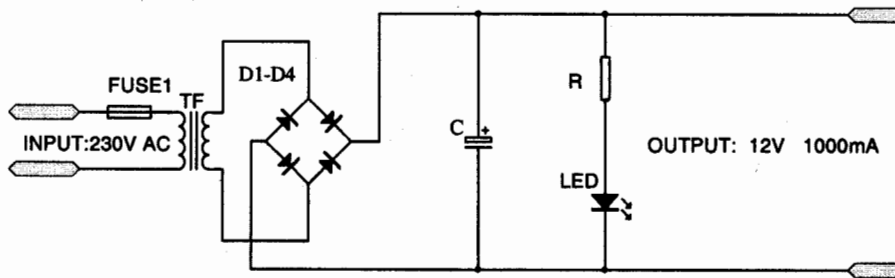 D1-D4
FUSE1
TF
INPUT:230V AC
C
+
R
OUTPUT: 12V 1000mA
LED